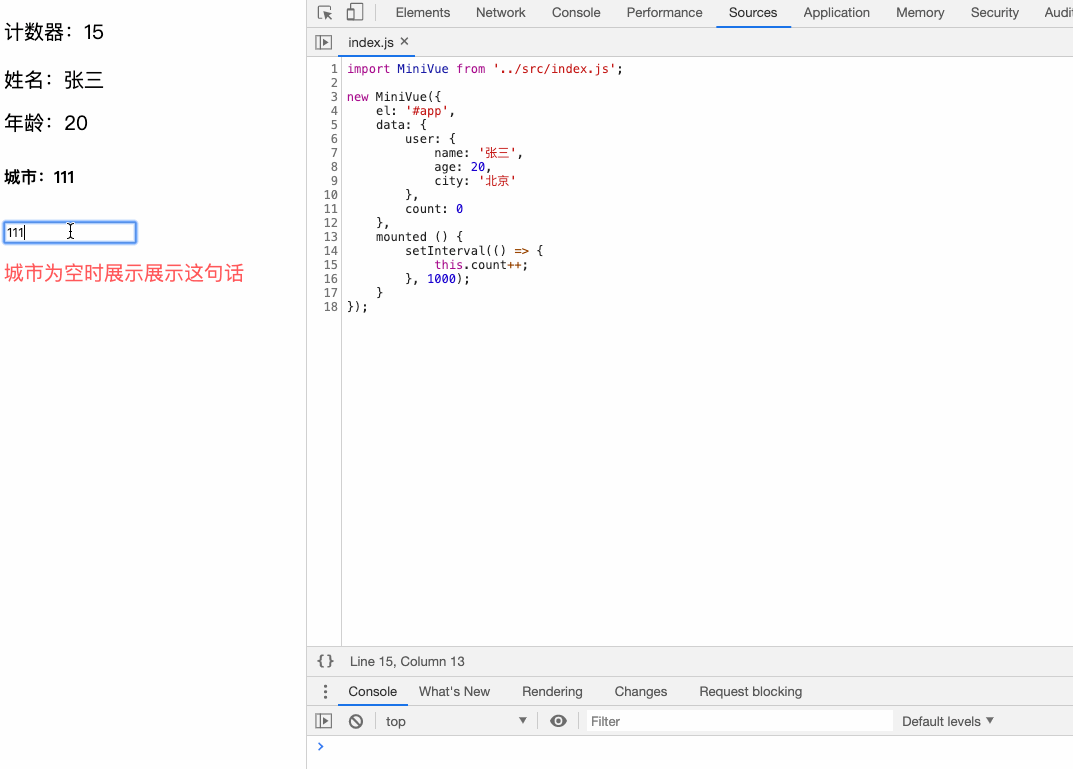 计数器：15
姓名：张三
年龄：20
城市：111
111
城市为空时展示展示这句话
Elements Network Console Performance Sources Application Memory Security Audi
index.js ×
1 import MiniVue from '../src/index.js';
2
3 new MiniVue({
4 el: '#app',
5 data: {
6 user: {
7 name: '张三',
8 age: 20,
9 city: '北京'
10 },
11 count: 0
12 },
13 mounted () {
14 setInterval(() => {
15 this.count++;
16 }, 1000);
17 }
18 });
{} Line 15, Column 13
Console What's New Rendering Changes Request blocking
top ▼ Filter Default levels ▼
>